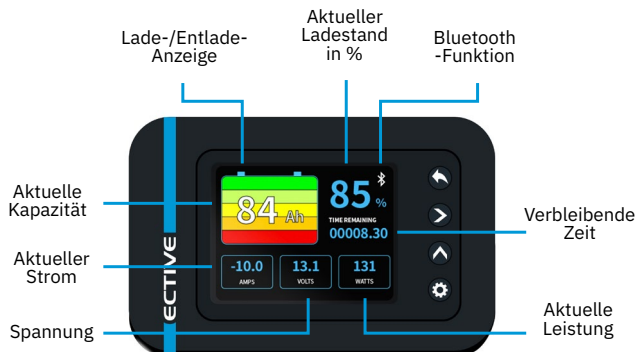 Lade-/Entlade-
Anzeige
Aktueller
Ladestand
in %
Bluetooth
-Funktion
Aktuelle
Kapazität
Aktueller
Strom
Spannung
ECTIVE
84 Ah
85 %
TIME REMAINING
00008.30
-10.0
AMPS
13.1
VOLTS
131
WATTS
Verbleibende
Zeit
Aktuelle
Leistung